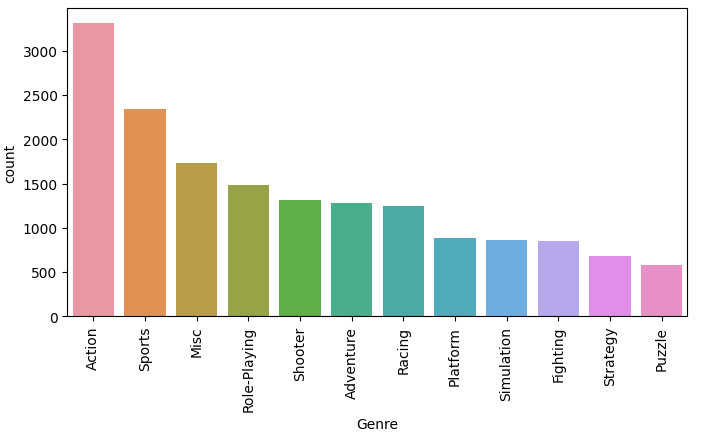 count
3000
2500
2000
1500
1000
500
0
Action
Sports
Misc
Role-Playing
Shooter
Adventure
Racing
Platform
Simulation
Fighting
Strategy
Puzzle
Genre